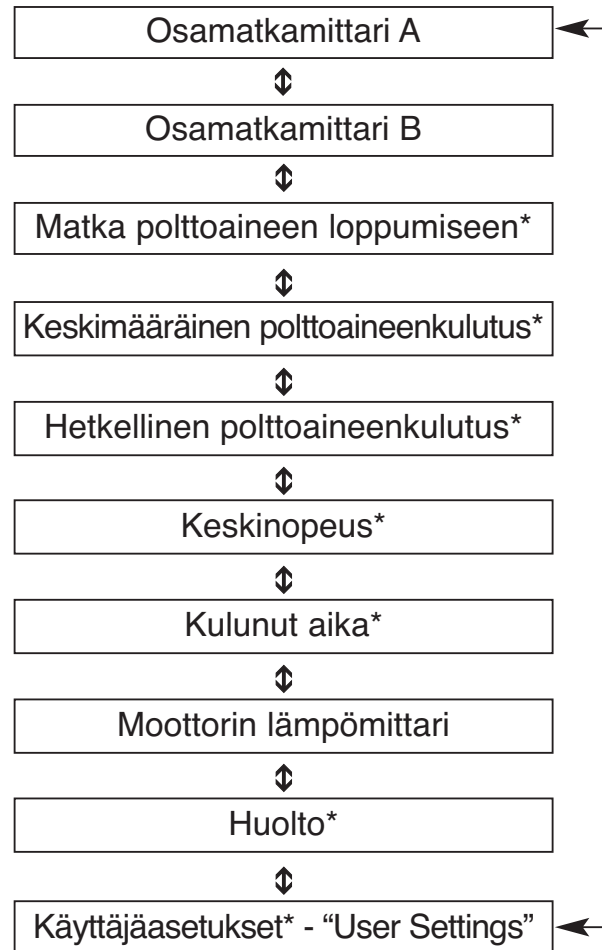 Osamatkamittari A
Osamatkamittari B
Matka polttoaineen loppumiseen*
Keskimääräinen polttoaineenkulutus*
Hetkellinen polttoaineenkulutus*
Keskinopeus*
Kulunut aika*
Moottorin lämpömittari
Huolto*
Käyttäjäasetukset* - “User Settings”